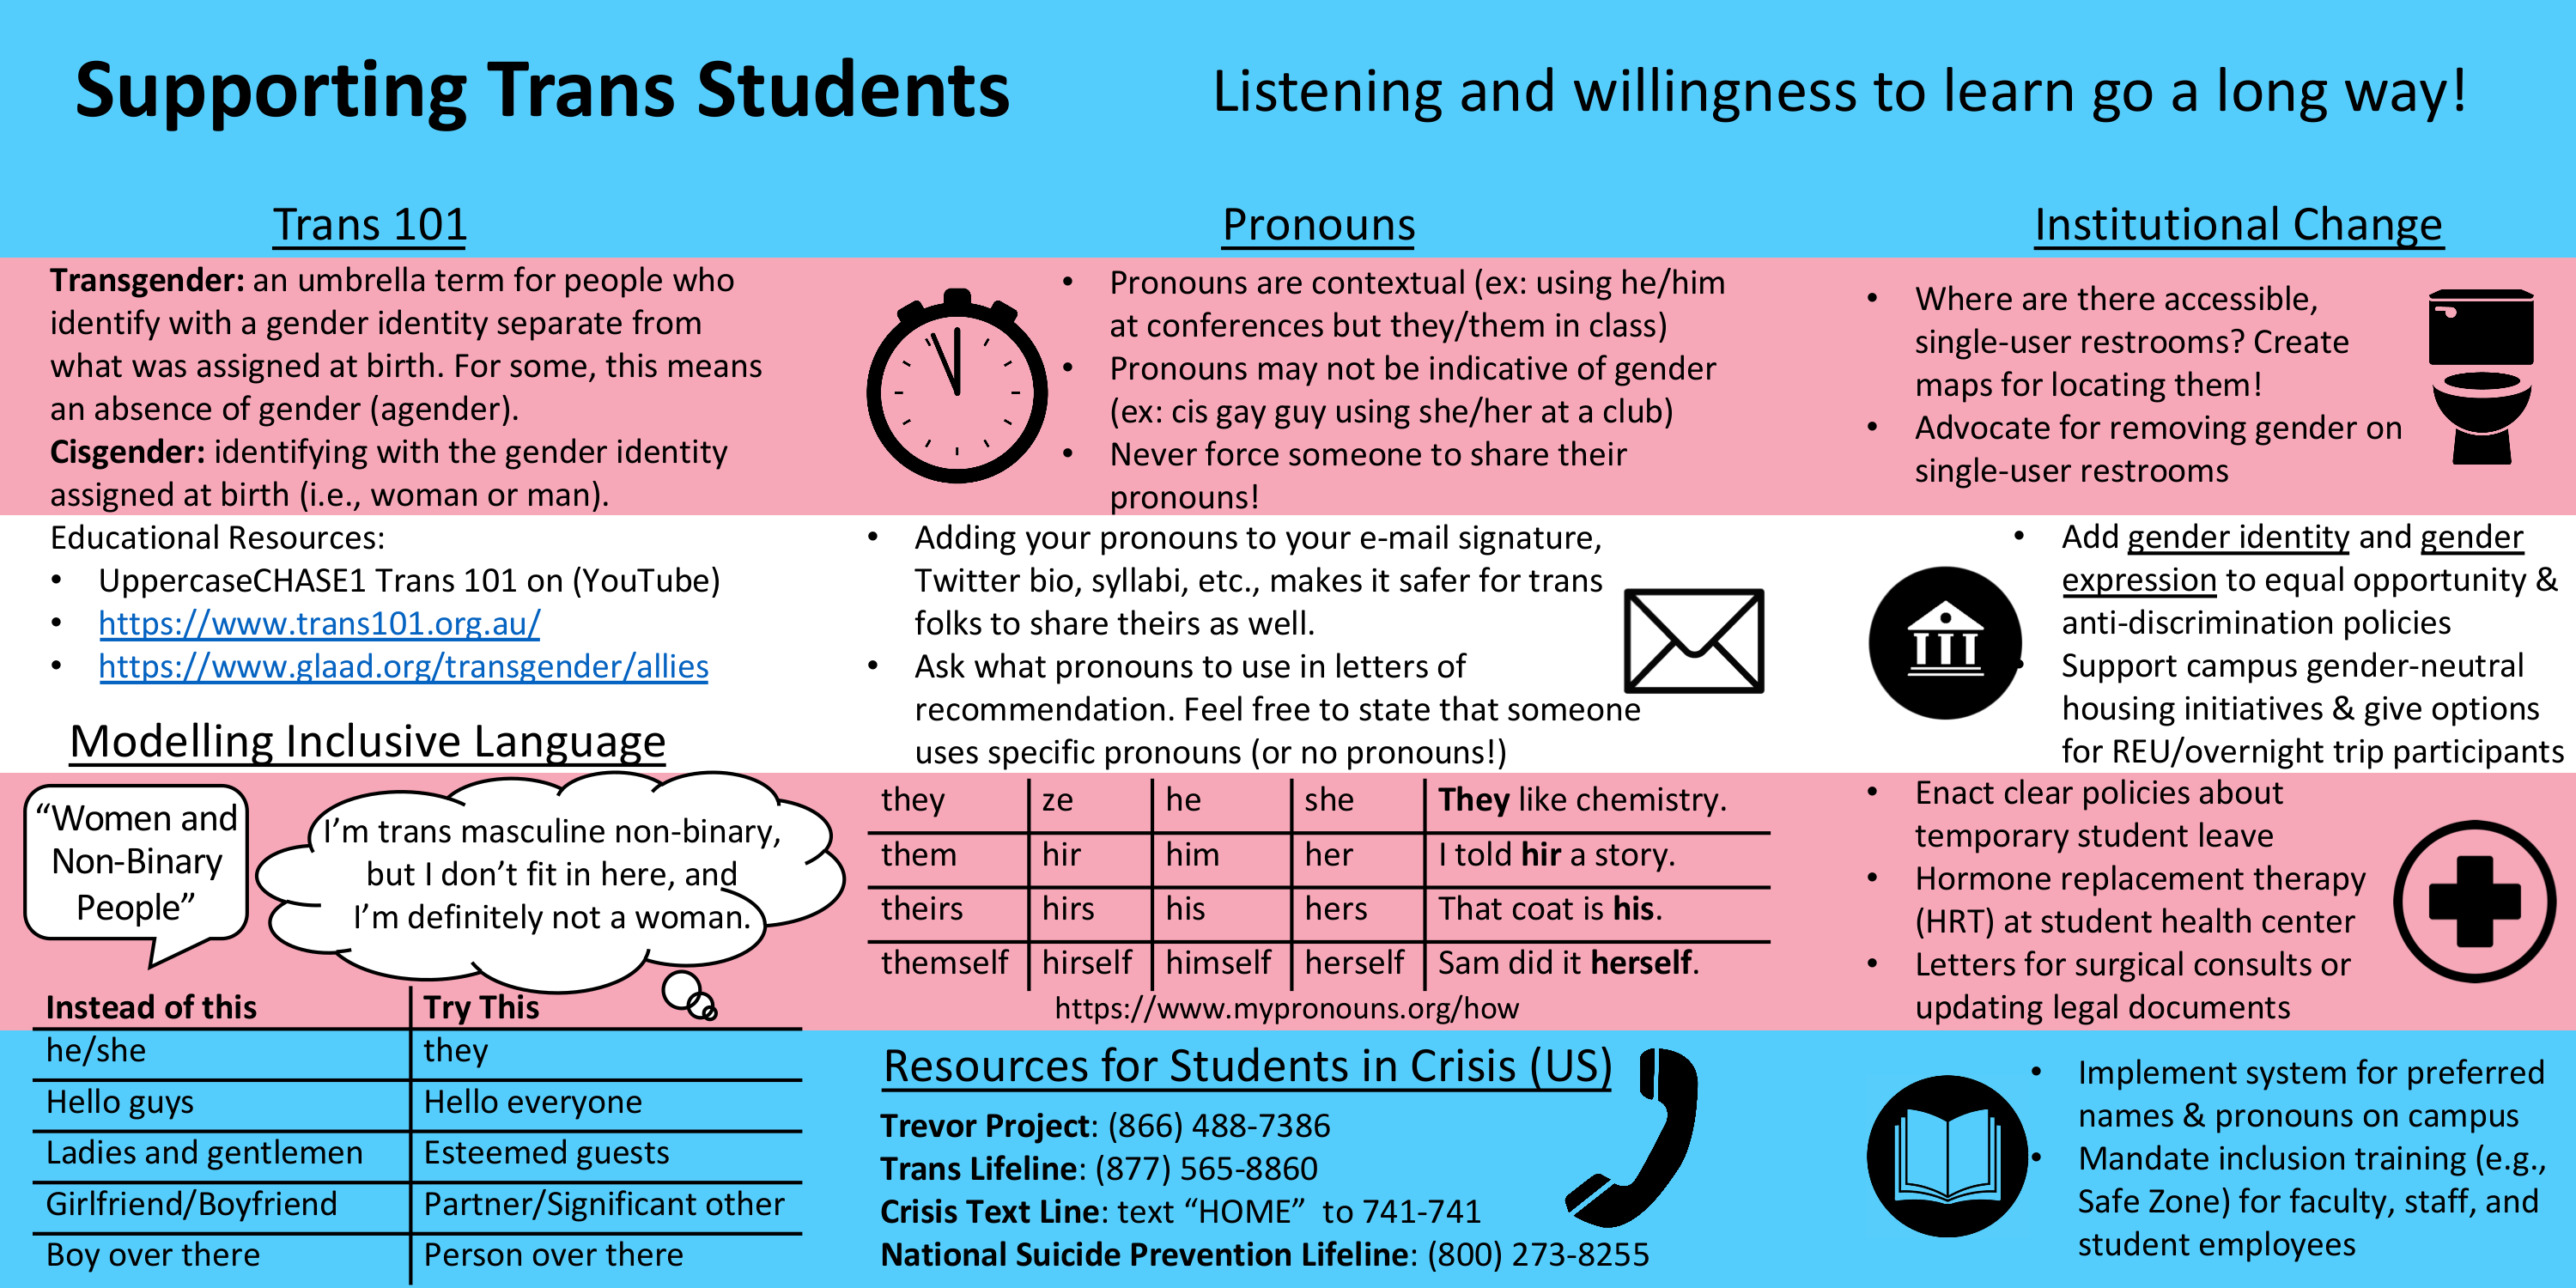 Supporting Trans Students
Listening and willingness to learn go a long way!
Trans 101
Transgender: an umbrella term for people who
identify with a gender identity separate from
what was assigned at birth. For some, this means
an absence of gender (agender).
Cisgender: identifying with the gender identity
assigned at birth (i.e., woman or man).
Educational Resources:
• UppercaseCHASE1 Trans 101 on (YouTube)
• https://www.trans101.org.au/
• https://www.glaad.org/transgender/allies
Modelling Inclusive Language
“Women and
Non-Binary
People”
I’m trans masculine non-binary,
but I don’t fit in here, and
I’m definitely not a woman.
Instead of this Try This
he/she they
Hello guys Hello everyone
Ladies and gentlemen Esteemed guests
Girlfriend/Boyfriend Partner/Significant other
Boy over there Person over there
Pronouns
• Pronouns are contextual (ex: using he/him
at conferences but they/them in class)
• Pronouns may not be indicative of gender
(ex: cis gay guy using she/her at a club)
• Never force someone to share their
pronouns!
• Adding your pronouns to your e-mail signature,
Twitter bio, syllabi, etc., makes it safer for trans
folks to share theirs as well.
• Ask what pronouns to use in letters of
recommendation. Feel free to state that someone
uses specific pronouns (or no pronouns!)
they ze he she They like chemistry.
them hir him her I told hir a story.
theirs hirs his hers That coat is his.
themself hirself himself herself Sam did it herself.
https://www.mypronouns.org/how
Resources for Students in Crisis (US)
Trevor Project: (866) 488-7386
Trans Lifeline: (877) 565-8860
Crisis Text Line: text “HOME” to 741-741
National Suicide Prevention Lifeline: (800) 273-8255
Institutional Change
• Where are there accessible,
single-user restrooms? Create
maps for locating them!
• Advocate for removing gender on
single-user restrooms
• Add gender identity and gender
expression to equal opportunity &
anti-discrimination policies
• Support campus gender-neutral
housing initiatives & give options
for REU/overnight trip participants
• Enact clear policies about
temporary student leave
• Hormone replacement therapy
(HRT) at student health center
• Letters for surgical consults or
updating legal documents
• Implement system for preferred
names & pronouns on campus
• Mandate inclusion training (e.g.,
Safe Zone) for faculty, staff, and
student employees